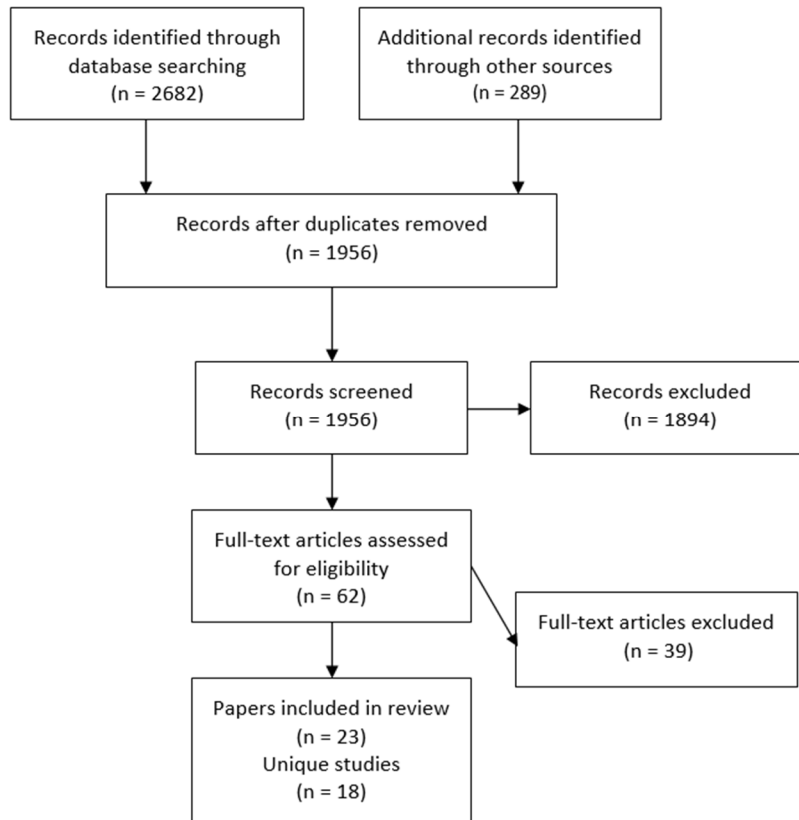 Records identified through
database searching
(n = 2682)
Additional records identified
through other sources
(n = 289)
Records after duplicates removed
(n = 1956)
Records screened
(n = 1956)
Records excluded
(n = 1894)
Full-text articles assessed
for eligibility
(n = 62)
Full-text articles excluded
(n = 39)
Papers included in review
(n = 23)
Unique studies
(n = 18)